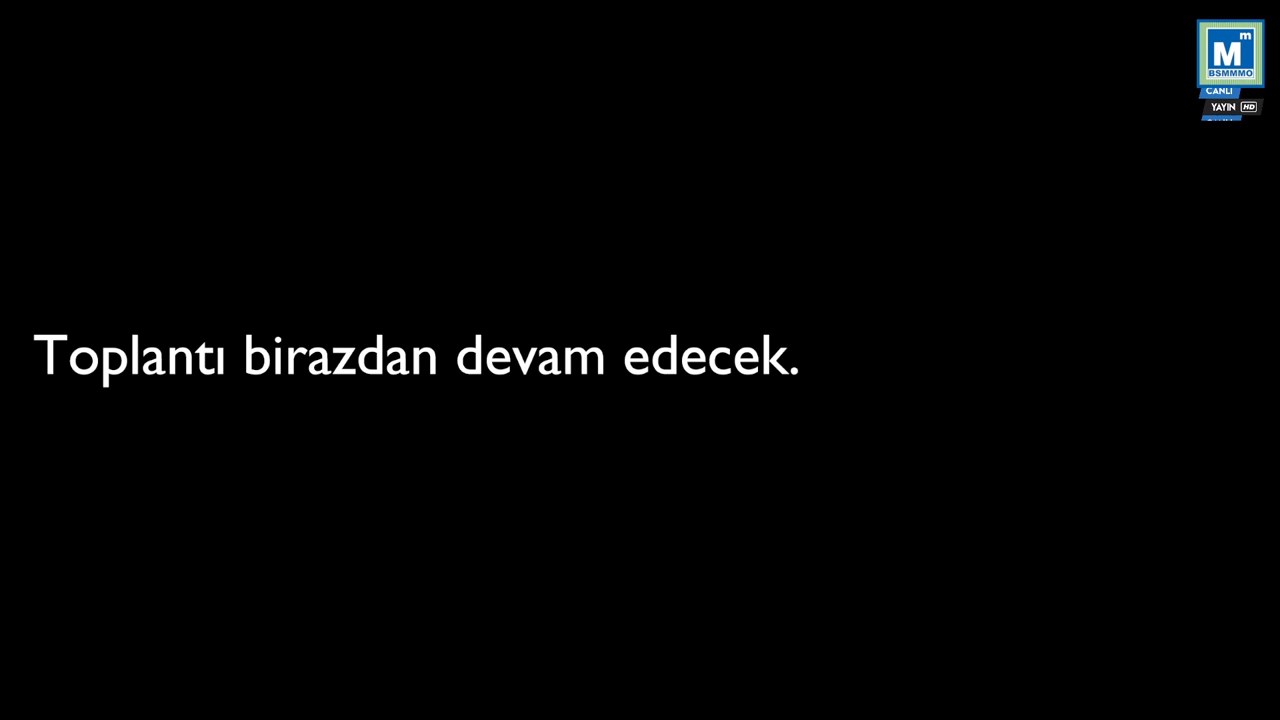 m
M
BSMMMO
CANLI
YAYIN HD
Toplantı birazdan devam edecek.